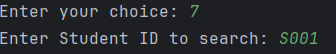 Enter your choice: 7
Enter Student ID to search: S001